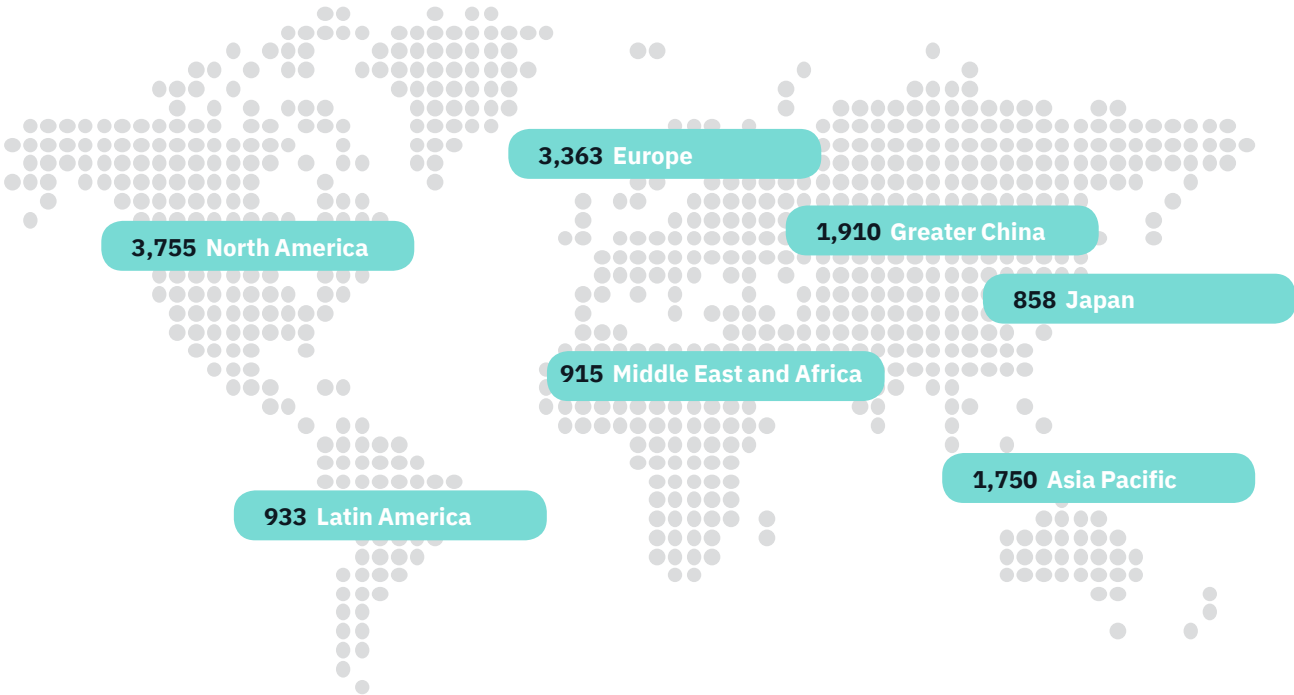 3,363 Europe
1,910 Greater China
3,755 North America
858 Japan
915 Middle East and Africa
1,750 Asia Pacific
933 Latin America